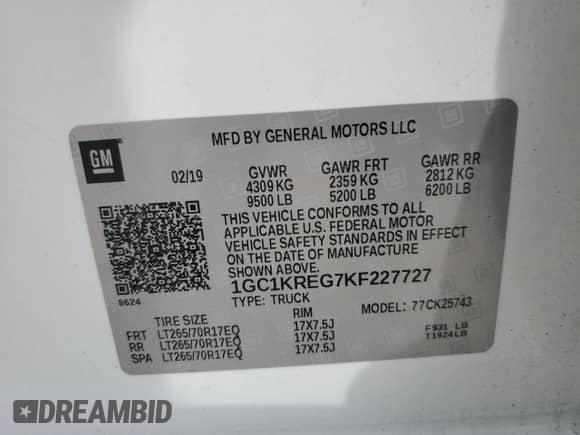 MFD BY GENERAL MOTORS LLC
GM
02/19 GVWR GAWR FRT GAWR RR
4309 KG 2359 KG 2812 KG
9500 LB 5200 LB 6200 LB
THIS VEHICLE CONFORMS TO ALL
APPLICABLE U.S. FEDERAL MOTOR
VEHICLE SAFETY STANDARDS IN EFFECT
ON THE DATE OF MANUFACTURE
SHOWN ABOVE.
8624
1GC1KREG7KF227727
TYPE: TRUCK MODEL: 77CK25743
TIRE SIZE RIM
FRT LT265/70R17EQ 17X7.5J F931 LB
RR LT265/70R17EQ 17X7.5J T1924LB
SPA LT265/70R17EQ 17X7.5J
DREAMBID